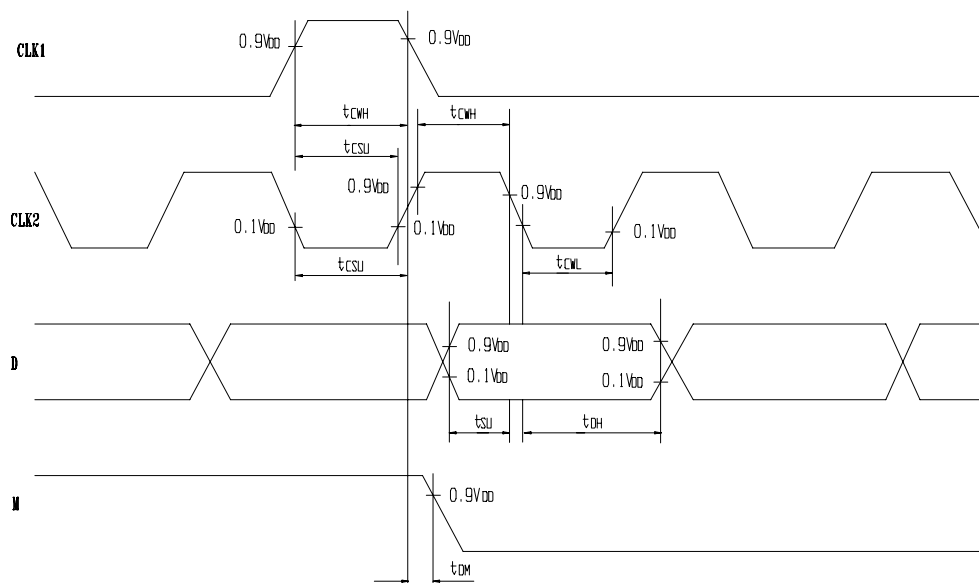 CLK1
0.9VDD
0.9VDD
tCWH
tCWH
tCSU
CLK2
0.9VDD
0.9VDD
0.1VDD
0.1VDD
0.1VDD
tCSU
tCWL
D
0.9VDD
0.9VDD
0.1VDD
0.1VDD
tSU
tDH
M
0.9VDD
tDM